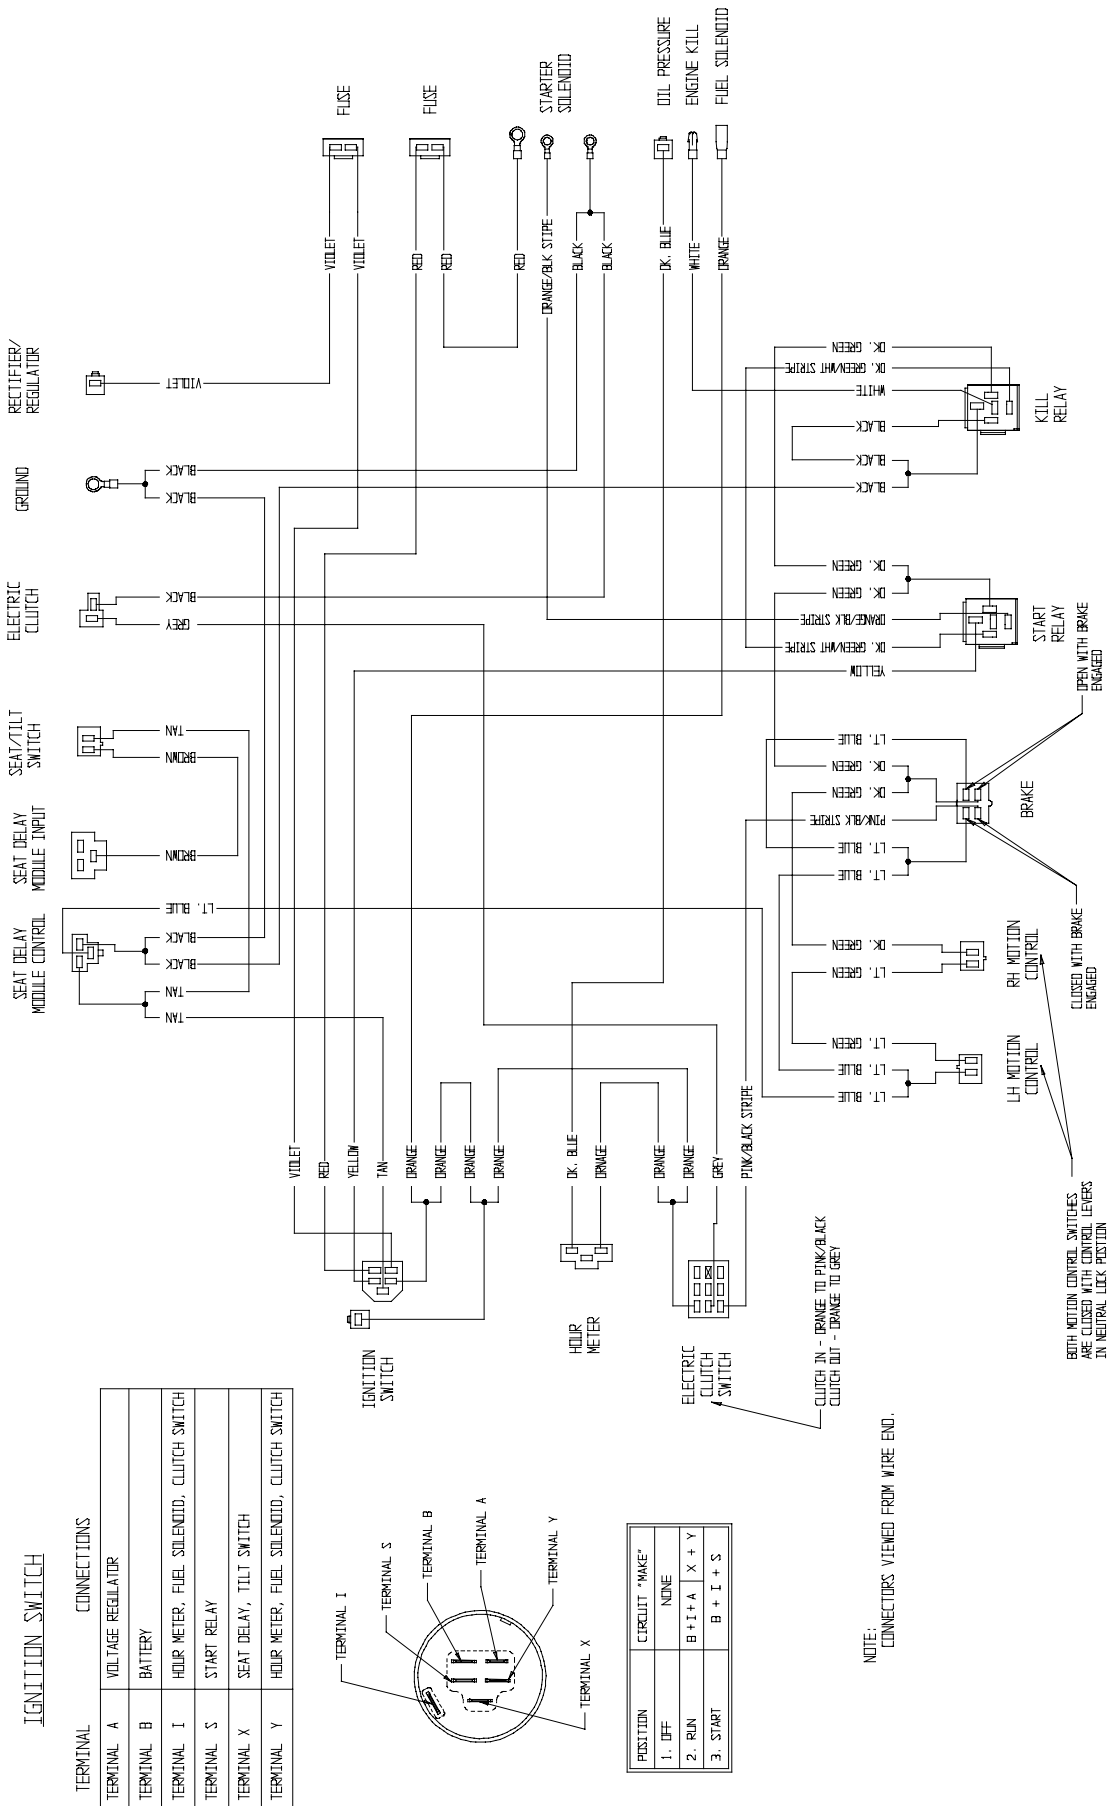 IGNITION SWITCH
TERMINAL CONNECTIONS
TERMINAL A VOLTAGE REGULATOR
TERMINAL B BATTERY
TERMINAL I HOUR METER, FUEL SOLENOID, CLUTCH SWITCH
TERMINAL S START RELAY
TERMINAL X SEAT DELAY, TILT SWITCH
TERMINAL Y HOUR METER, FUEL SOLENOID, CLUTCH SWITCH
TERMINAL I
TERMINAL S
TERMINAL B
TERMINAL A
TERMINAL Y
TERMINAL X
POSITION CIRCUIT "MAKE"
1. OFF NONE
2. RUN B+I+A X + Y
3. START B + I + S
NOTE:
CONNECTORS VIEWED FROM WIRE END.
SEAT DELAY
MODULE CONTROL
SEAT DELAY
MODULE INPUT
SEAT/TILT
SWITCH
ELECTRIC
CLUTCH
GROUND
RECTIFIER/
REGULATOR
TAN
TAN
BLACK
BLACK
LT. BLUE
BROWN
BROWN
TAN
GREY
BLACK
BLACK
BLACK
VIOLET
FUSE
FUSE
STARTER
SOLENOID
OIL PRESSURE
ENGINE KILL
FUEL SOLENOID
VIOLET
VIOLET
RED
RED
RED
ORANGE/BLK STIPE
BLACK
BLACK
DK. BLUE
WHITE
ORANGE
IGNITION
SWITCH
HOUR
METER
ELECTRIC
CLUTCH
SWITCH
VIOLET
RED
YELLOW
TAN
ORANGE
ORANGE
ORANGE
ORANGE
DK. BLUE
ORNAGE
ORANGE
ORANGE
GREY
PINK/BLACK STRIPE
CLUTCH IN - ORANGE TO PINK/BLACK
CLUTCH OUT - ORANGE TO GREY
LT. BLUE
LT. BLUE
LT. GREEN
LT. GREEN
DK. GREEN
LT. BLUE
LT. BLUE
PINK/BLK STRIPE
DK. GREEN
DK. GREEN
LT. BLUE
YELLOW
DK. GREEN/WHT STRIPE
ORANGE/BLK STRIPE
DK. GREEN
DK. GREEN
BLACK
BLACK
BLACK
WHITE
DK. GREEN/WHT STRIPE
DK. GREEN
LH MOTION
CONTROL
RH MOTION
CONTROL
BRAKE
START
RELAY
KILL
RELAY
BOTH MOTION CONTROL SWITCHES
ARE CLOSED WITH CONTROL LEVERS
IN NEUTRAL LOCK POSTION
CLOSED WITH BRAKE
ENGAGED
OPEN WITH BRAKE
ENGAGED